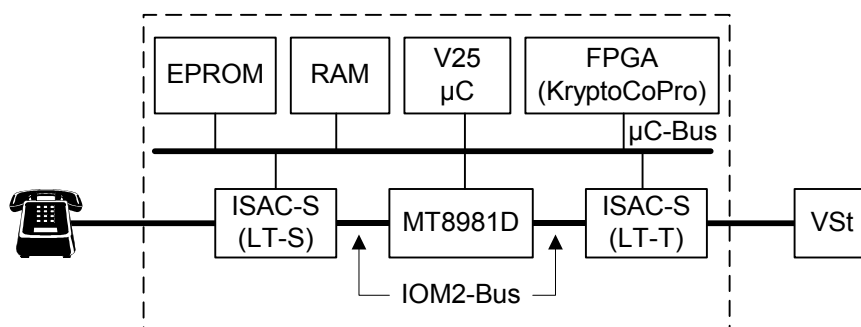 EPROM
RAM
V25
µC
FPGA
(KryptoCoPro)
µC-Bus
ISAC-S
(LT-S)
MT8981D
ISAC-S
(LT-T)
VSt
IOM2-Bus